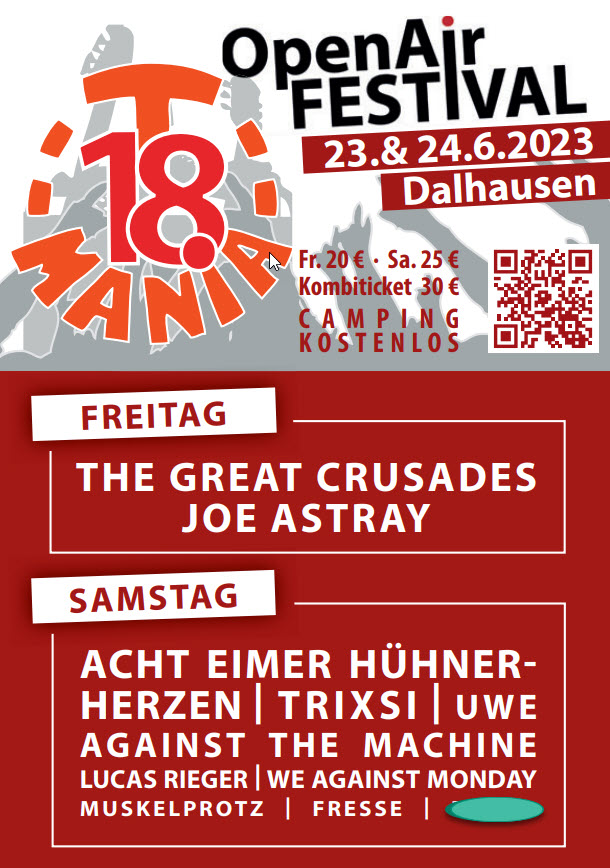 OpenAir
FESTIVAL
23.& 24.6.2023
Dalhausen
T
18.
MANIA
Fr. 20 € · Sa. 25 €
Kombiticket 30 €
CAMPING
KOSTENLOS
FREITAG
THE GREAT CRUSADES
JOE ASTRAY
SAMSTAG
ACHT EIMER HÜHNER-
HERZEN | TRIXSI | UWE
AGAINST THE MACHINE
LUCAS RIEGER | WE AGAINST MONDAY
MUSKELPROTZ | FRESSE |